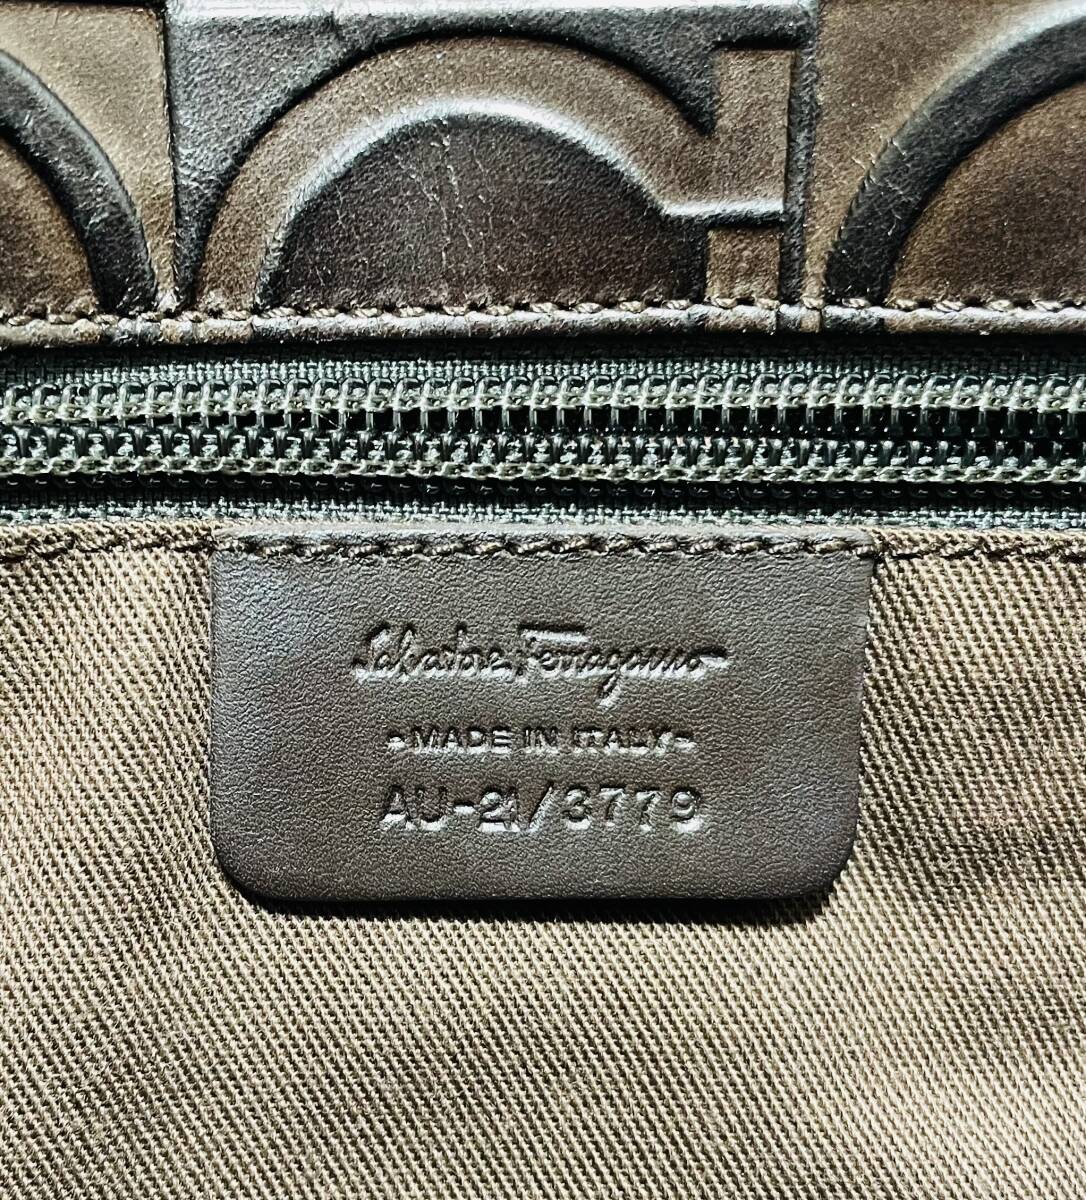 Salvatore Ferragamo
-MADE IN ITALY-
AU-21/3779